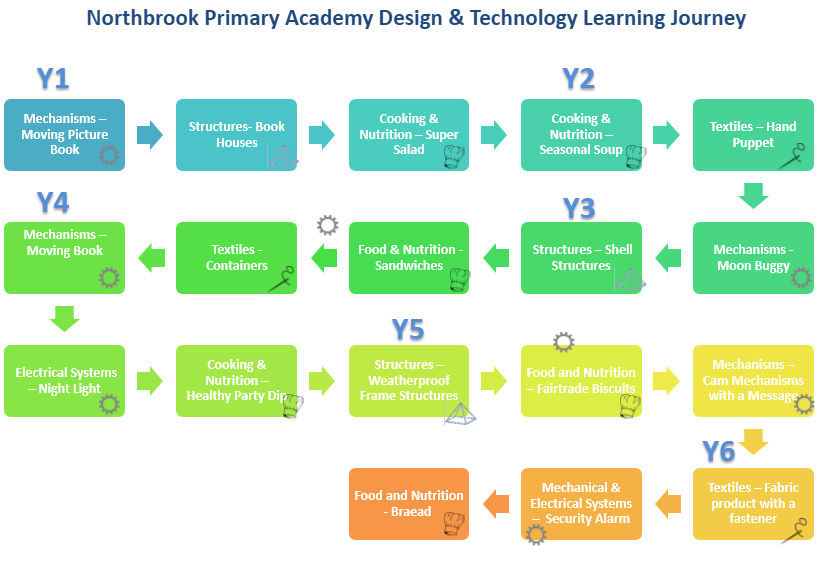 Northbrook Primary Academy Design & Technology Learning Journey
Y1
Y2
Mechanisms –
Moving Picture
Book
Structures- Book
Houses
Cooking &
Nutrition – Super
Salad
Cooking &
Nutrition –
Seasonal Soup
Textiles – Hand
Puppet
Y4
Y3
Mechanisms –
Moving Book
Textiles -
Containers
Food & Nutrition -
Sandwiches
Structures – Shell
Structures
Mechanisms -
Moon Buggy
Y5
Electrical Systems
– Night Light
Cooking &
Nutrition –
Healthy Party Dip
Structures –
Weatherproof
Frame Structures
Food and Nutrition
– Fairtrade Biscuits
Mechanisms –
Cam Mechanisms
with a Message
Y6
Food and Nutrition
- Braead
Mechanical &
Electrical Systems
– Security Alarm
Textiles – Fabric
product with a
fastener